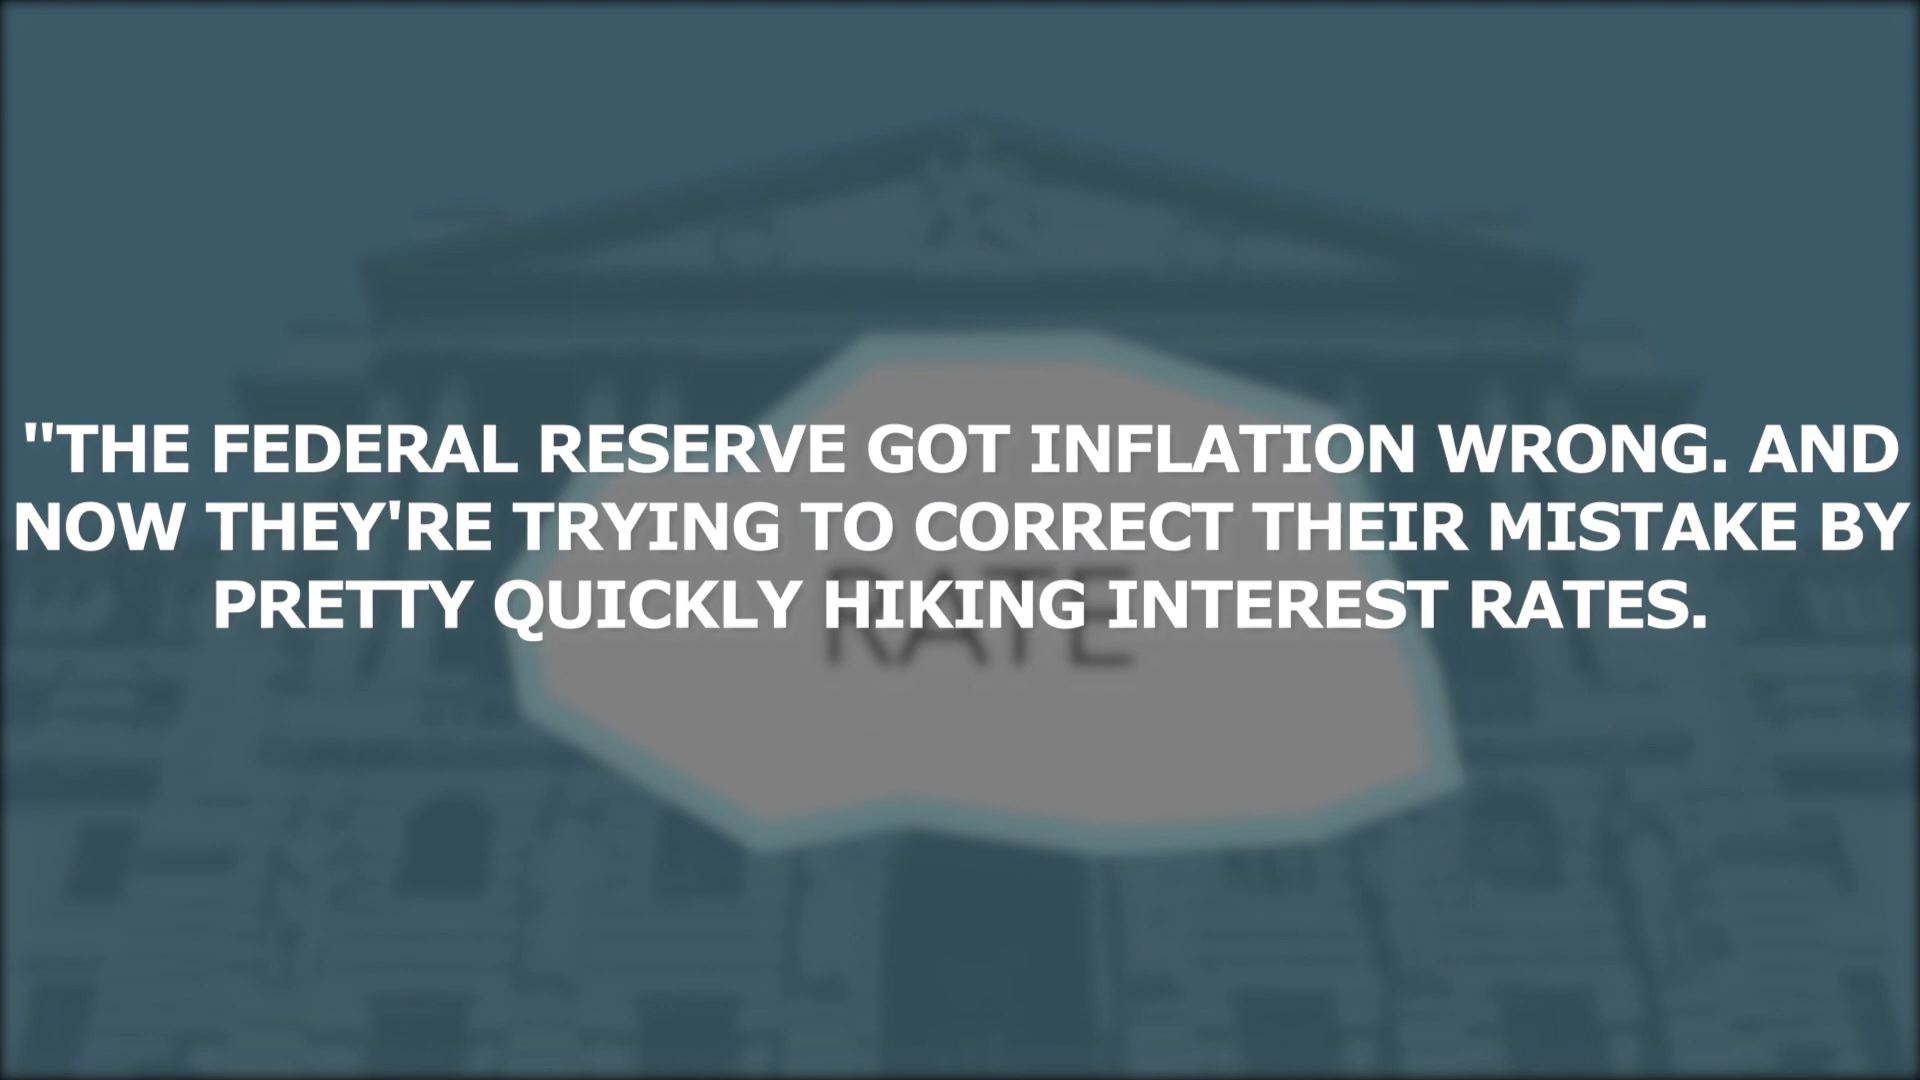 "THE FEDERAL RESERVE GOT INFLATION WRONG. AND
NOW THEY'RE TRYING TO CORRECT THEIR MISTAKE BY
PRETTY QUICKLY HIKING INTEREST RATES.
RATE